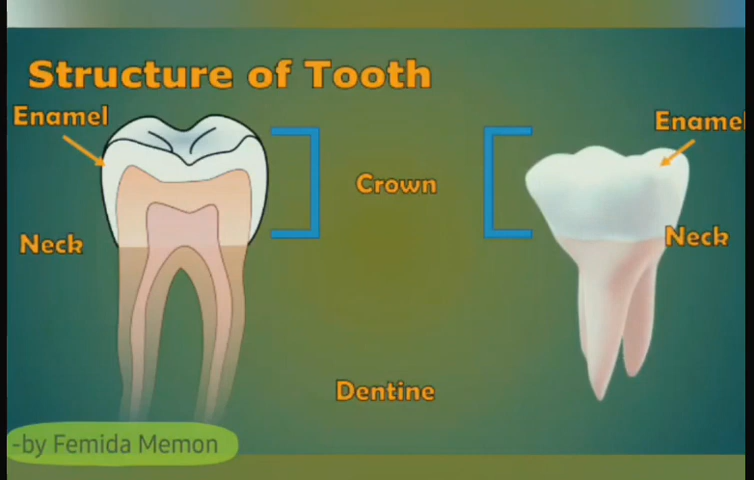 Structure of Tooth
Enamel
Enamel
Crown
Neck
Neck
Dentine
-by Femida Memon